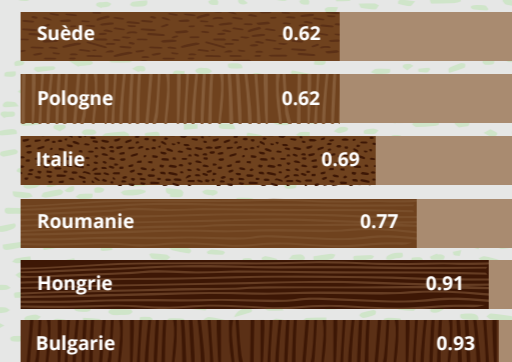 Suède 0.62
Pologne 0.62
Italie 0.69
Roumanie 0.77
Hongrie 0.91
Bulgarie 0.93